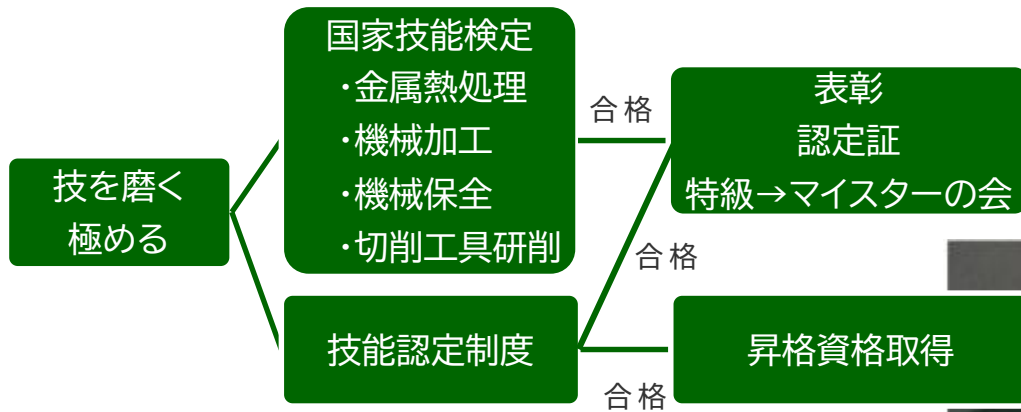 技を磨く
極める
国家技能検定
・金属熱処理
・機械加工
・機械保全
・切削工具研削
技能認定制度
合格
合格
合格
表彰
認定証
特級→マイスターの会
昇格資格取得